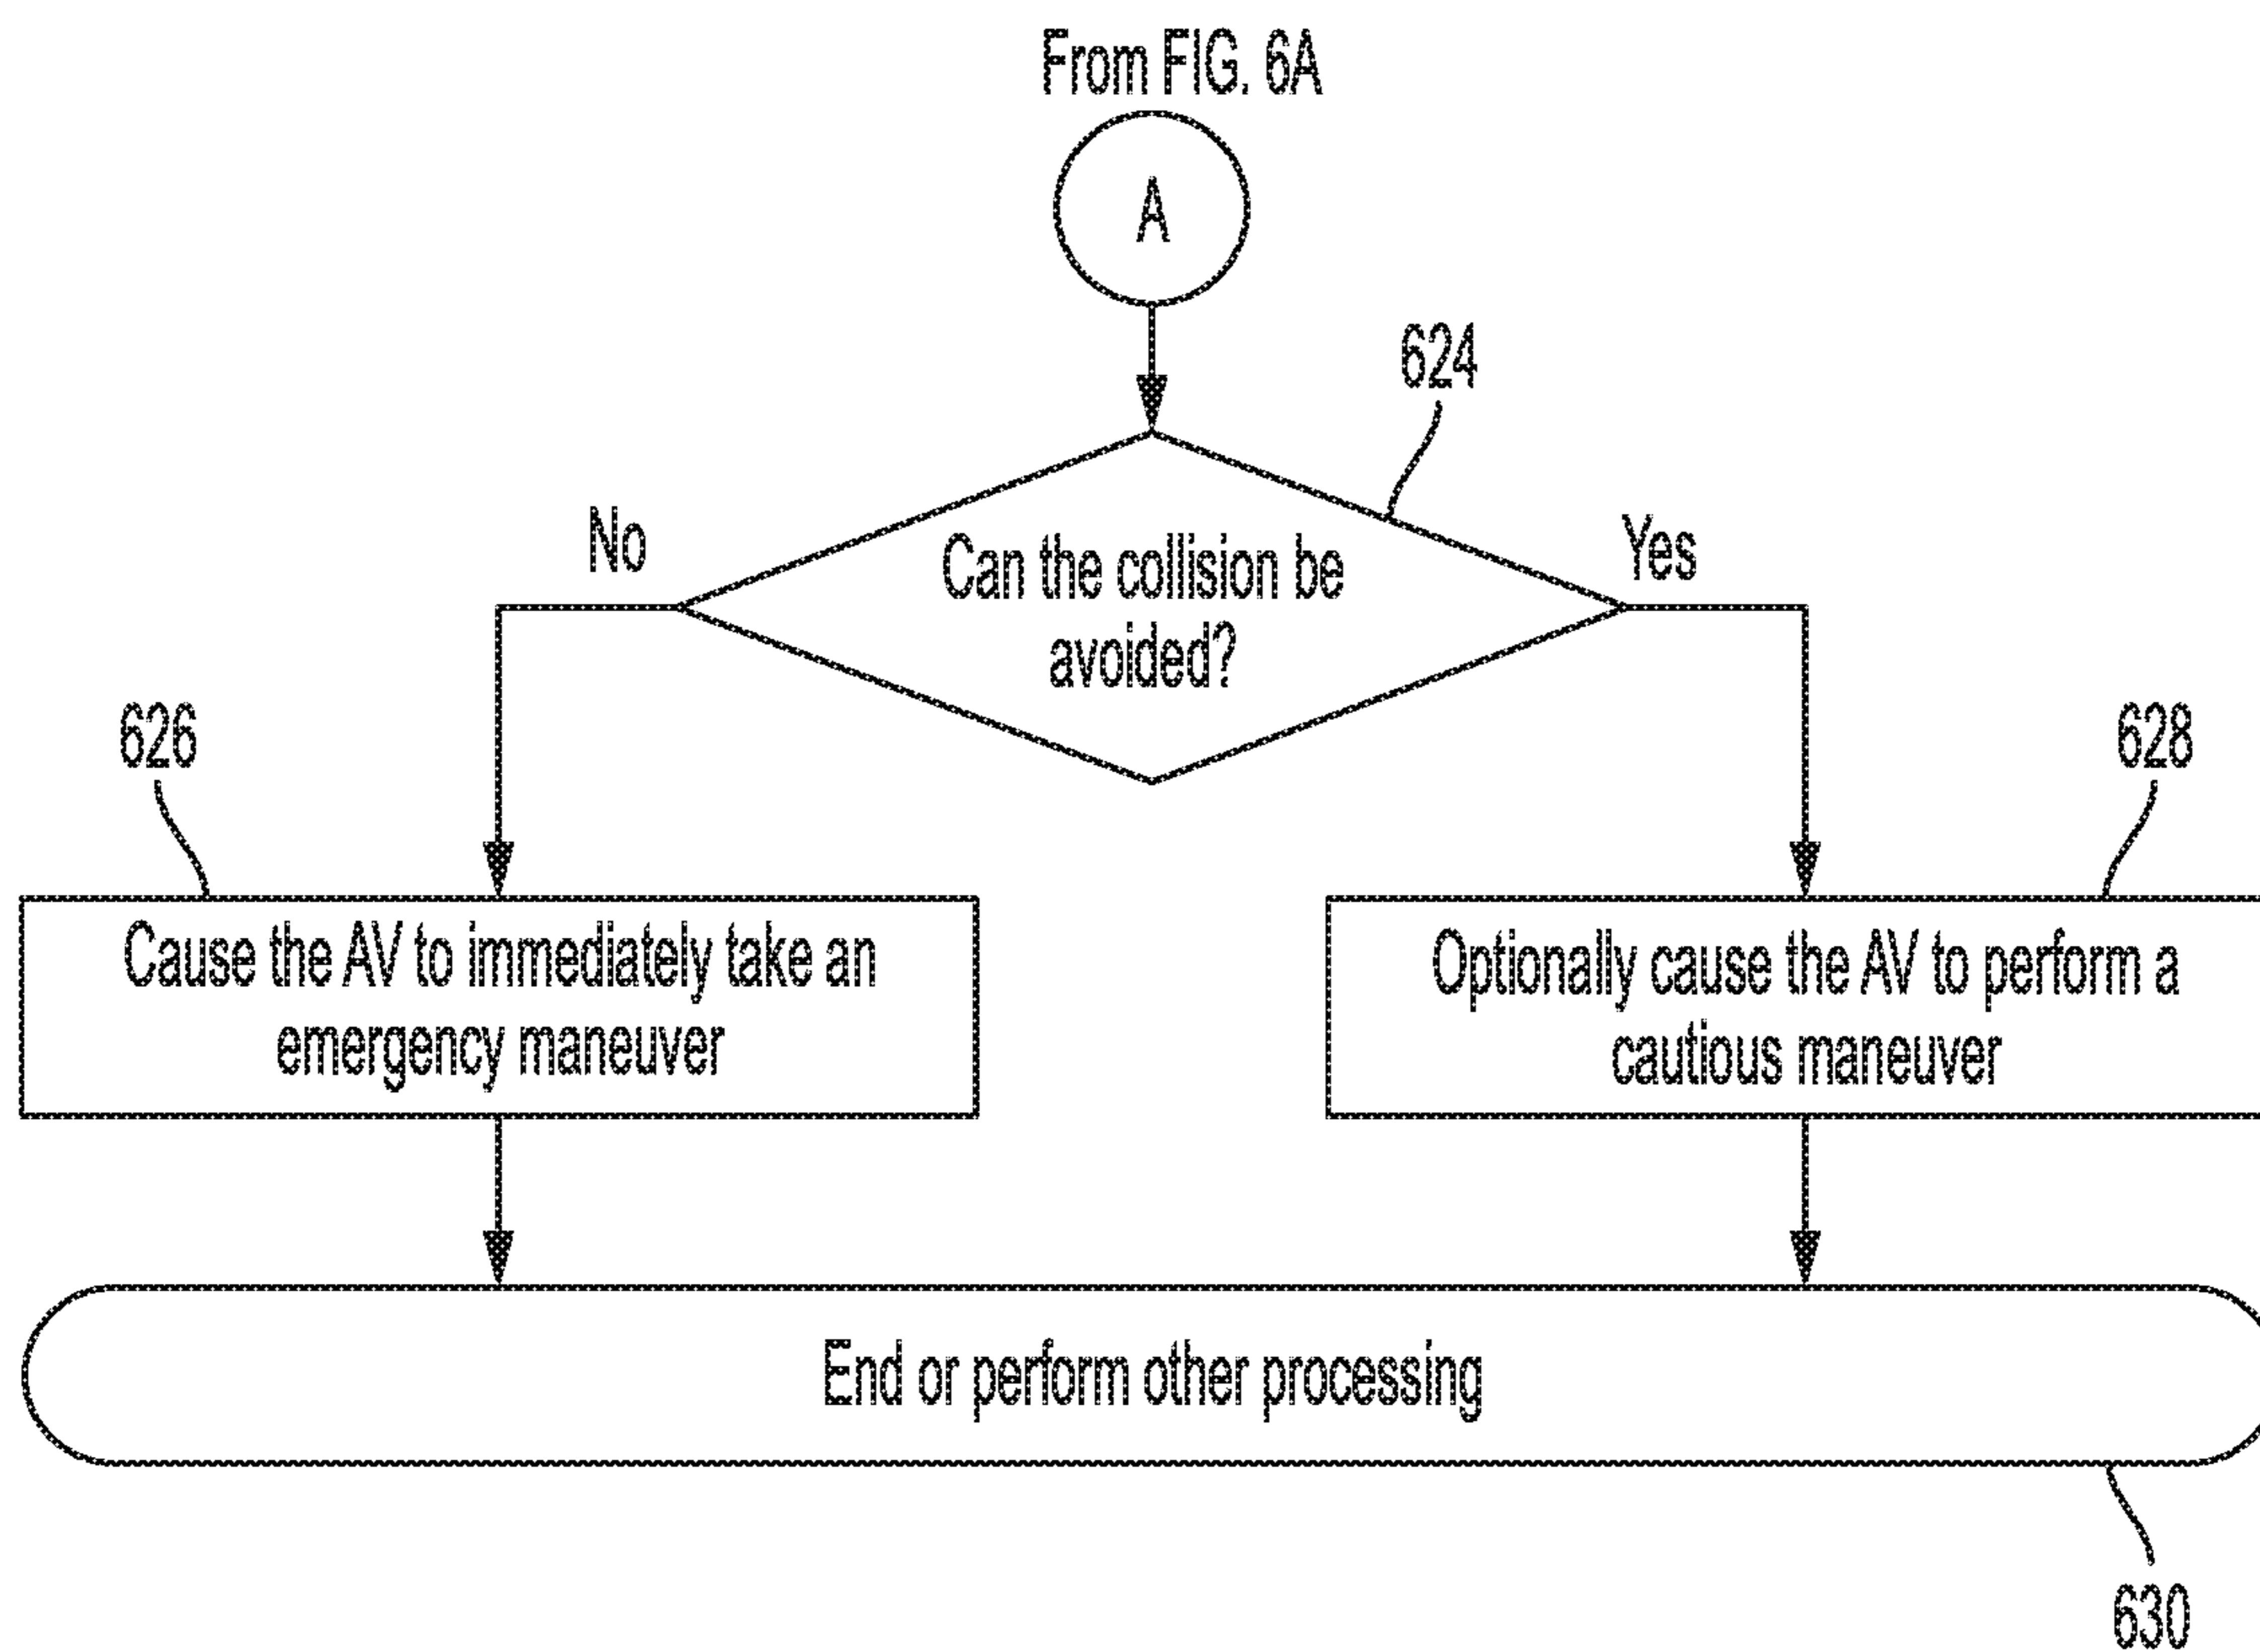 From FIG. 6A
A
624
No
Yes
Can the collision be
avoided?
626
628
Cause the AV to immediately take an
emergency maneuver
Optionally cause the AV to perform a
cautious maneuver
End or perform other processing
630